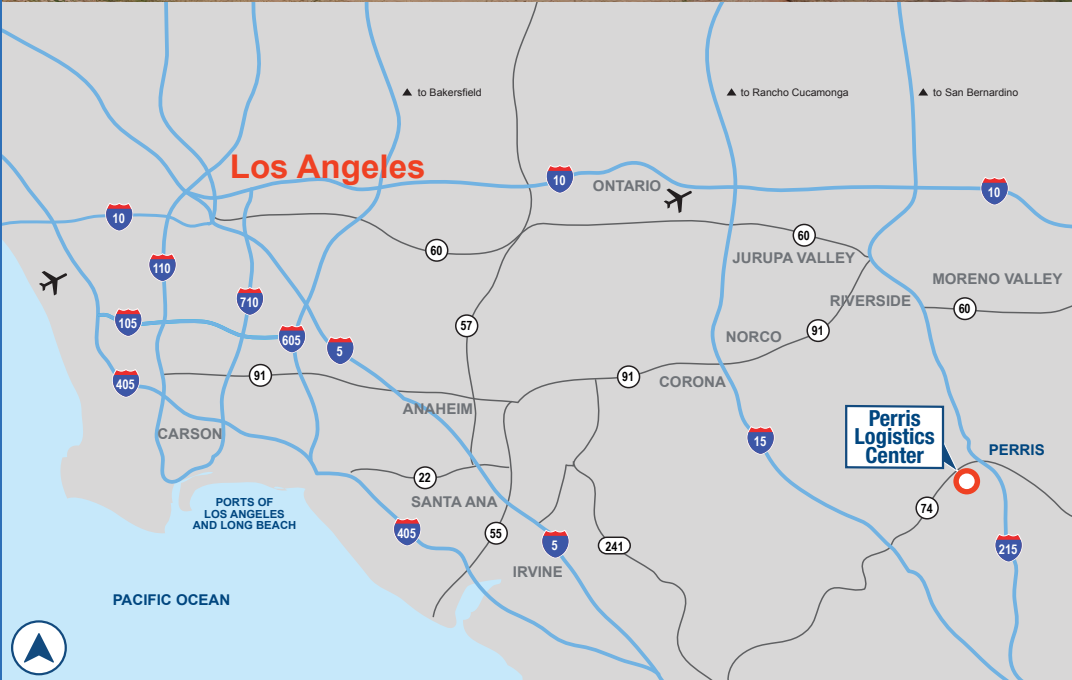 to Bakersfield
to Rancho Cucamonga
to San Bernardino
Los Angeles
10
ONTARIO
10
10
60
60
JURUPA VALLEY
110
MORENO VALLEY
710
RIVERSIDE
60
105
57
91
605
NORCO
5
91
91
405
CORONA
ANAHEIM
Perris
Logistics
Center
CARSON
15
PERRIS
22
SANTA ANA
PORTS OF
LOS ANGELES
AND LONG BEACH
74
405
55
5
241
215
IRVINE
PACIFIC OCEAN